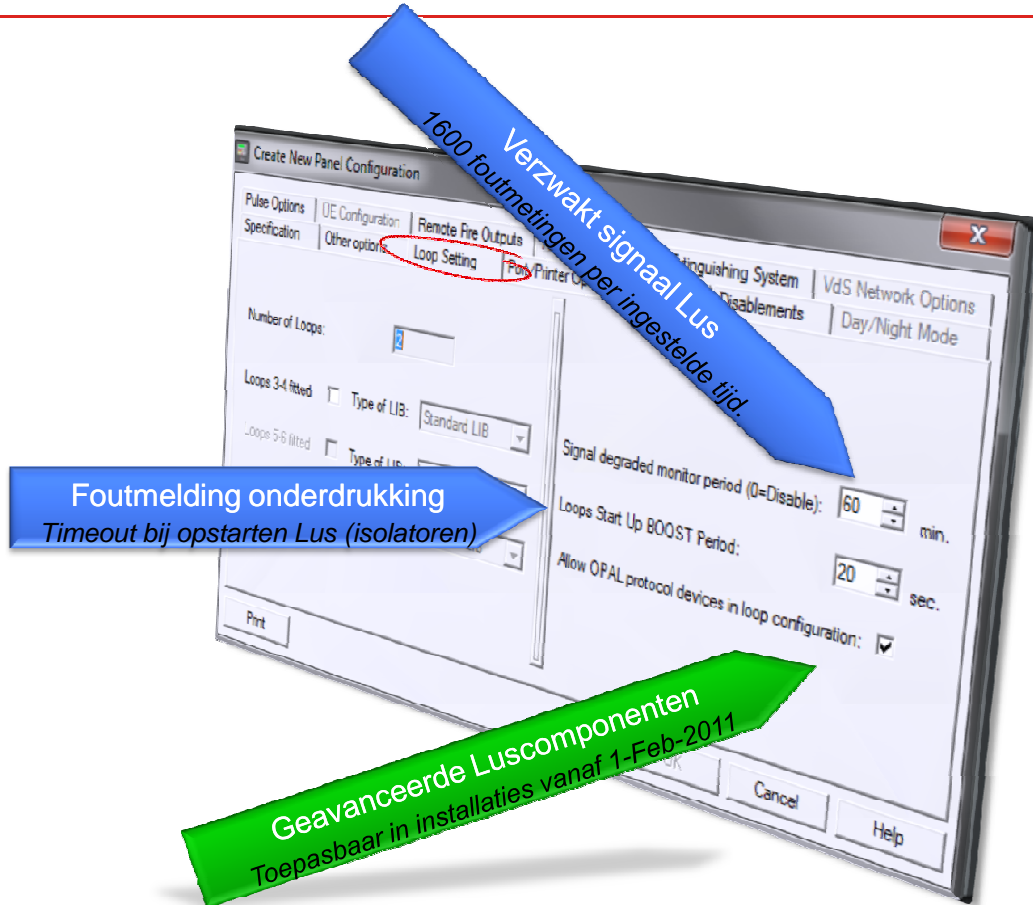 Verzwakt signaal Lus
1600 foutmetingen per ingestelde tijd.
Create New Panel Configuration
X
Pulse Options
UE Configuration
Remote Fire Outputs
VdS Network Options
Specification
Other options
Loop Setting
Disablements
Day/Night Mode
Number of Loops:
2
Loops 3-4 fitted
Type of LIB:
Standard LIB
Loops 5-6 fitted
Type of LIB:
Signal degraded monitor period (0=Disable):
60
min.
Loops Start Up BOOST Period:
20
sec.
Allow OPAL protocol devices in loop configuration:
Foutmelding onderdrukking
Timeout bij opstarten Lus (isolatoren)
Print
Cancel
Help
Geavanceerde Luscomponenten
Toepasbaar in installaties vanaf 1-Feb-2011